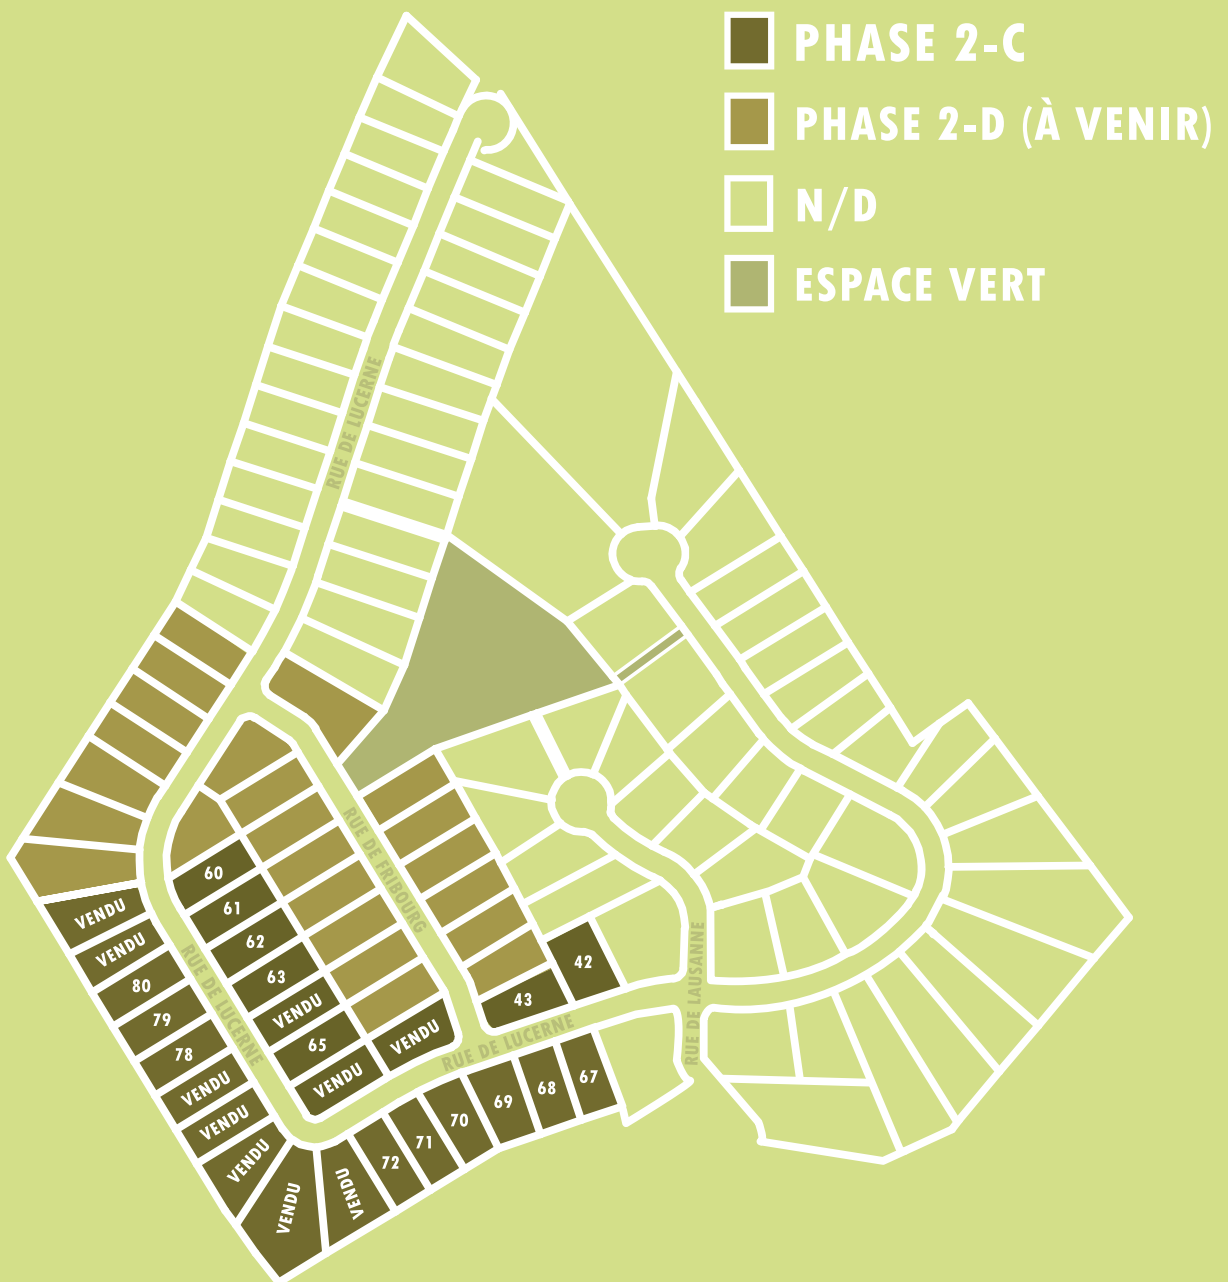 PHASE 2-C
PHASE 2-D (À VENIR)
N/D
ESPACE VERT
RUE DE LUCERNE
RUE DE FRIBOURG
60
VENDU
61
VENDU
62
42
80
63
43
VENDU
79
65
VENDU
78
VENDU
VENDU
VENDU
VENDU
VENDU
VENDU
RUE DE LUCERNE
RUE DE LUCERNE
RUE DE LAUSANNE
67
68
69
70
71
72